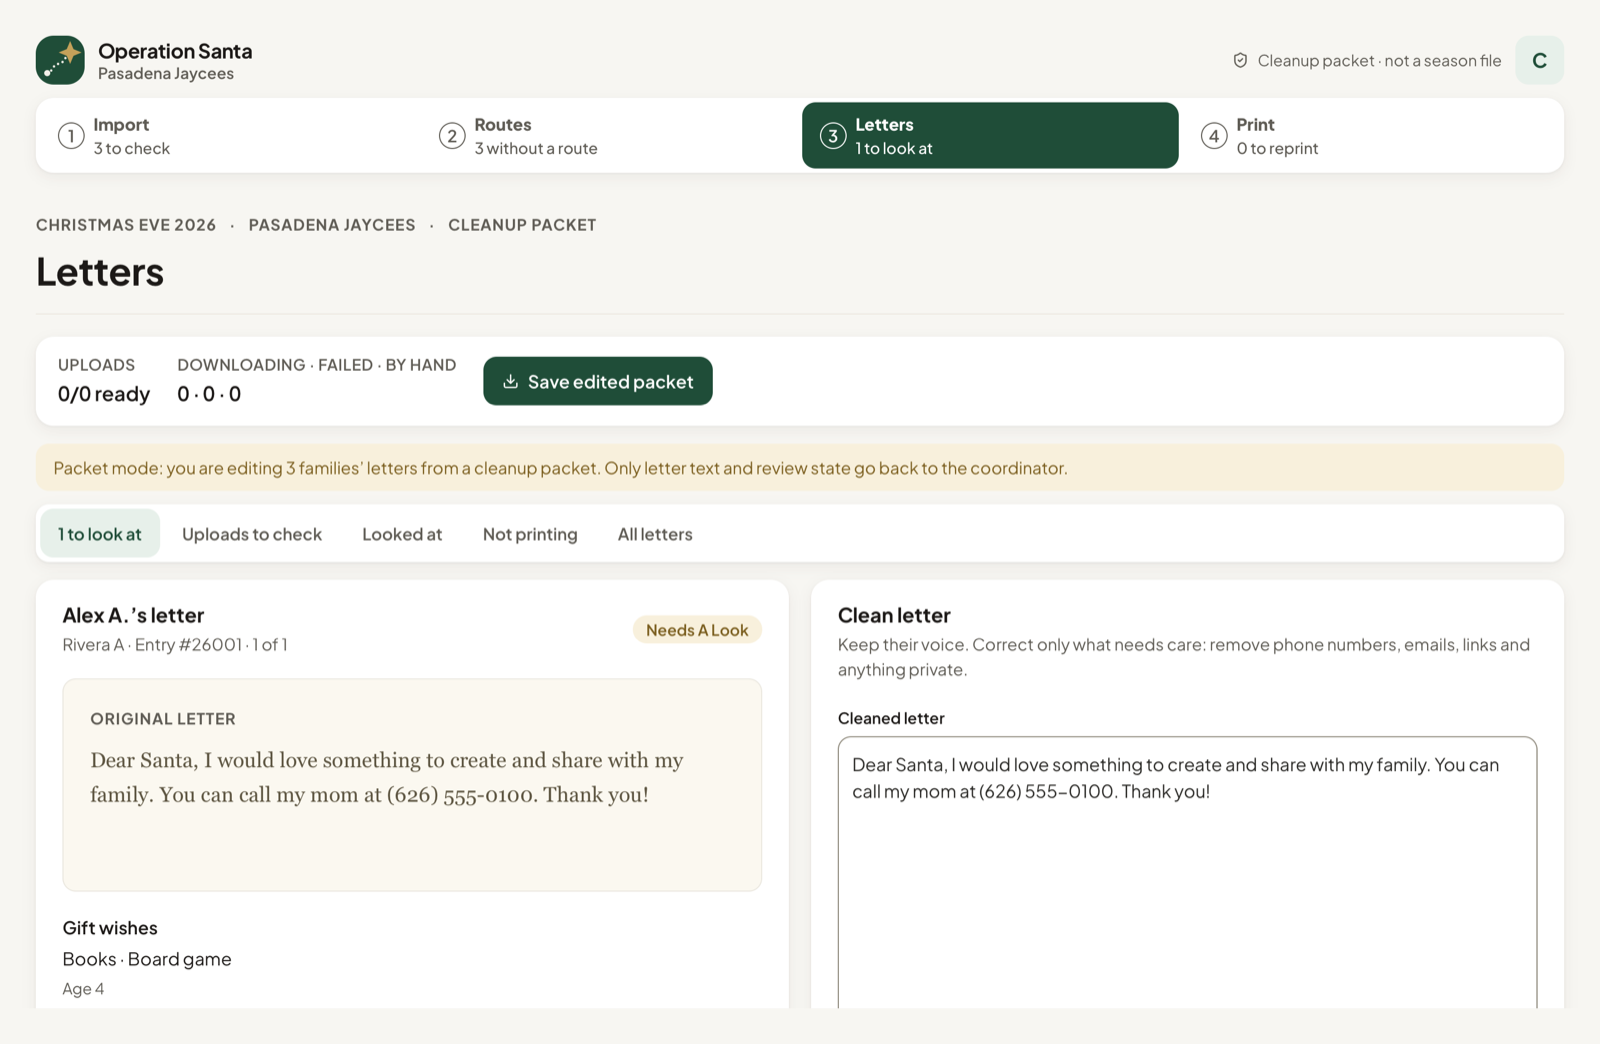 Operation Santa
Pasadena Jaycees
Cleanup packet · not a season file
C
1
Import
3 to check
2
Routes
3 without a route
3
Letters
1 to look at
4
Print
0 to reprint
CHRISTMAS EVE 2026 · PASADENA JAYCEES · CLEANUP PACKET
Letters
UPLOADS
0/0 ready
DOWNLOADING · FAILED · BY HAND
0 · 0 · 0
Save edited packet
Packet mode: you are editing 3 families’ letters from a cleanup packet. Only letter text and review state go back to the coordinator.
1 to look at
Uploads to check
Looked at
Not printing
All letters
Alex A.’s letter
Rivera A · Entry #26001 · 1 of 1
Needs A Look
ORIGINAL LETTER
Dear Santa, I would love something to create and share with my
family. You can call my mom at (626) 555-0100. Thank you!
Gift wishes
Books · Board game
Age 4
Clean letter
Keep their voice. Correct only what needs care: remove phone numbers, emails, links and
anything private.
Cleaned letter
Dear Santa, I would love something to create and share with my family. You can
call my mom at (626) 555-0100. Thank you!